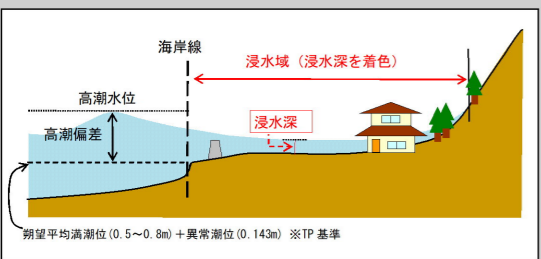 海岸線
浸水域（浸水深を着色）
高潮水位
高潮偏差
浸水深
朔望平均満潮位(0.5～0.8m)＋異常潮位(0.143m) ※TP基準